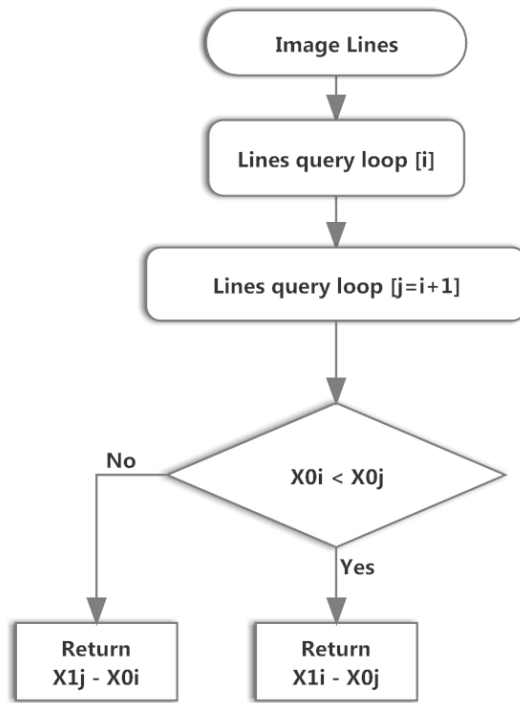 Image Lines
Lines query loop [i]
Lines query loop [j=i+1]
X0i < X0j
No
Yes
Return
X1j - X0i
Return
X1i - X0j